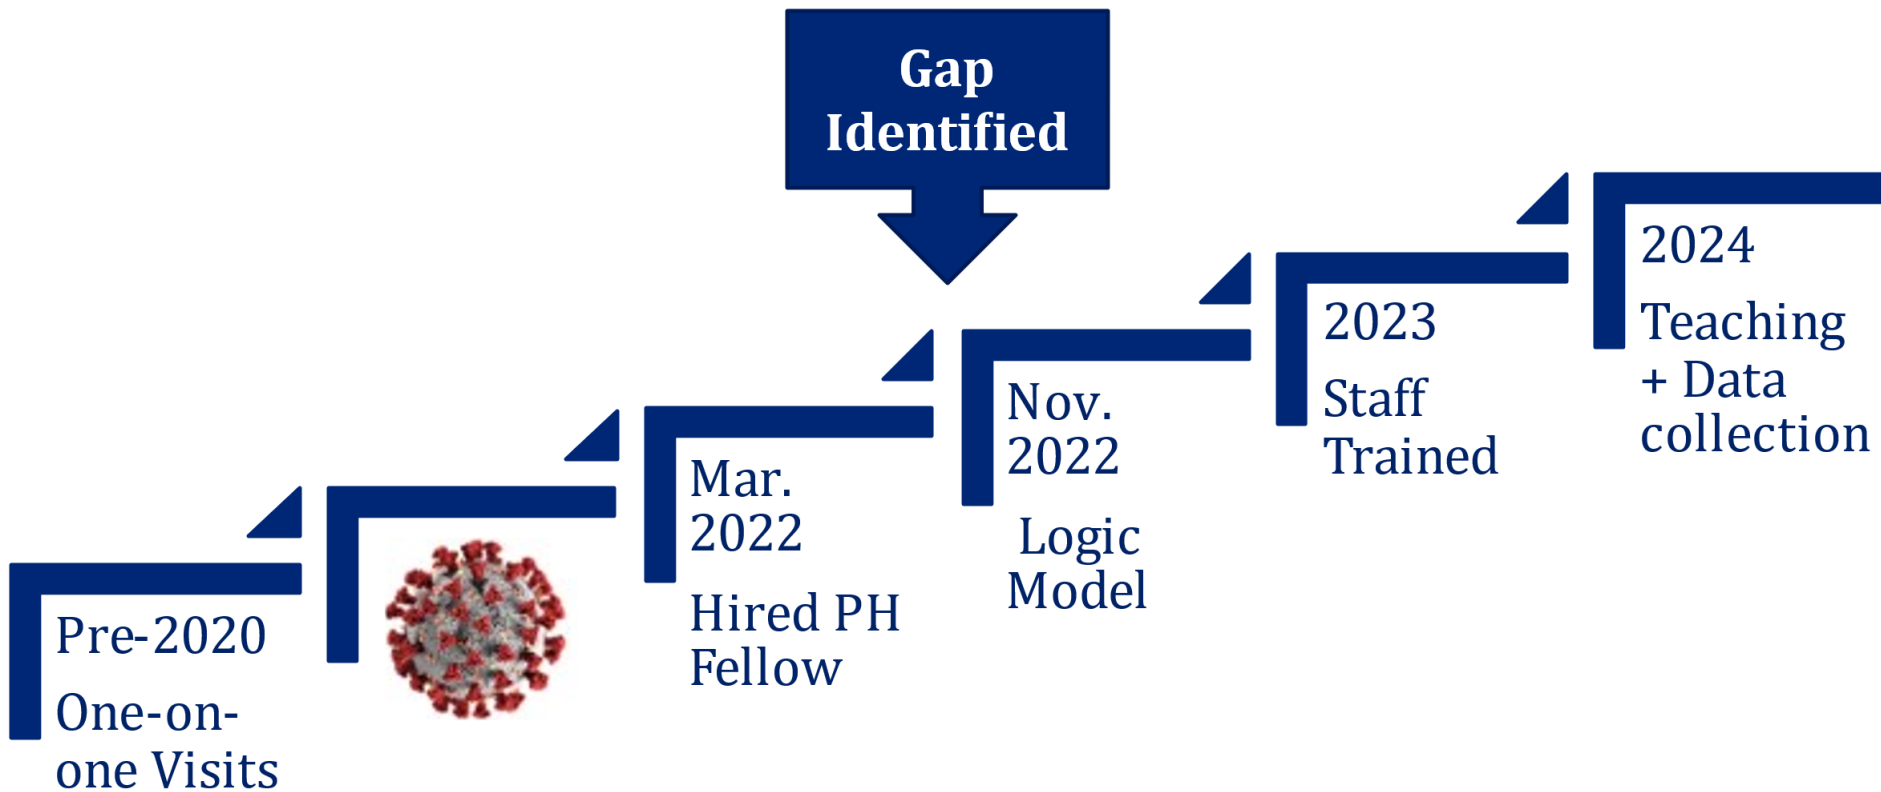 Gap
Identified
Pre-2020
One-on-
one Visits
Mar.
2022
Hired PH
Fellow
Nov.
2022
Logic
Model
2023
Staff
Trained
2024
Teaching
+ Data
collection